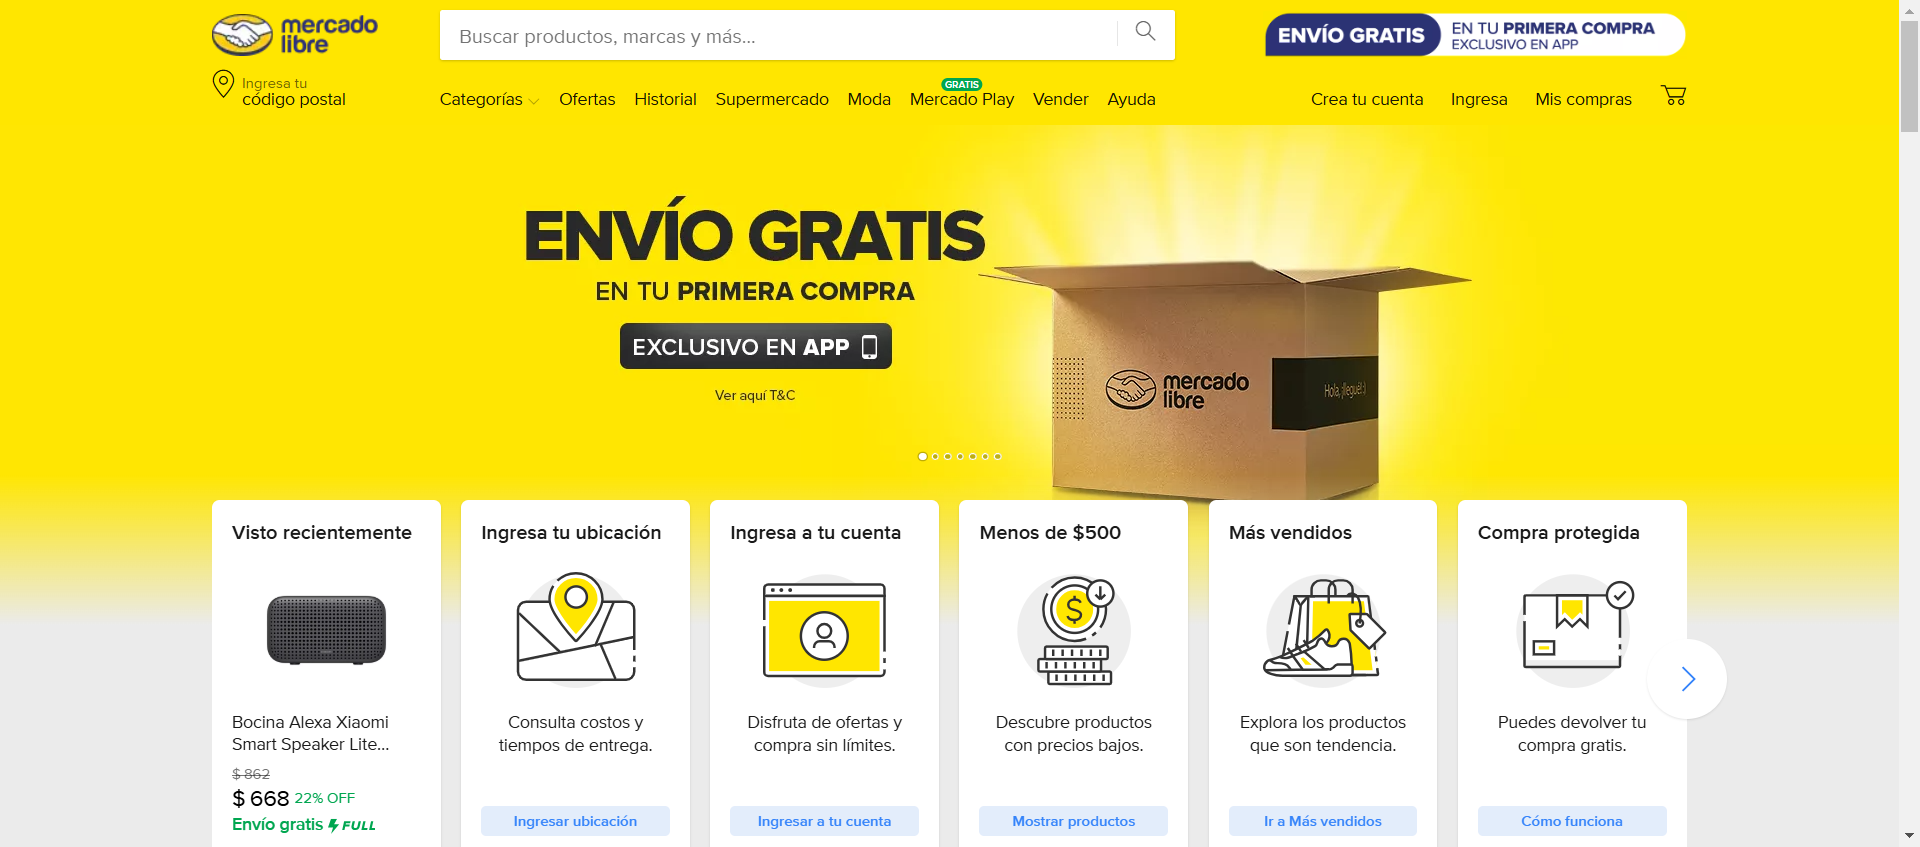 mercado
libre
Buscar productos, marcas y más...
ENVÍO GRATIS
EN TU PRIMERA COMPRA
EXCLUSIVO EN APP
Ingresa tu
código postal
Categorías
Ofertas
Historial
Supermercado
Moda
GRATIS
Mercado Play
Vender
Ayuda
Crea tu cuenta
Ingresa
Mis compras
ENVÍO GRATIS
EN TU PRIMERA COMPRA
EXCLUSIVO EN APP
Ver aquí T&C
mercado
libre
Hola, ¡llegué! :)
Visto recientemente
Bocina Alexa Xiaomi
Smart Speaker Lite...
$ 862
$ 668 22% OFF
Envío gratis FULL
Ingresa tu ubicación
Consulta costos y
tiempos de entrega.
Ingresar ubicación
Ingresa a tu cuenta
Disfruta de ofertas y
compra sin límites.
Ingresar a tu cuenta
Menos de $500
$
Descubre productos
con precios bajos.
Mostrar productos
Más vendidos
Explora los productos
que son tendencia.
Ir a Más vendidos
Compra protegida
Puedes devolver tu
compra gratis.
Cómo funciona